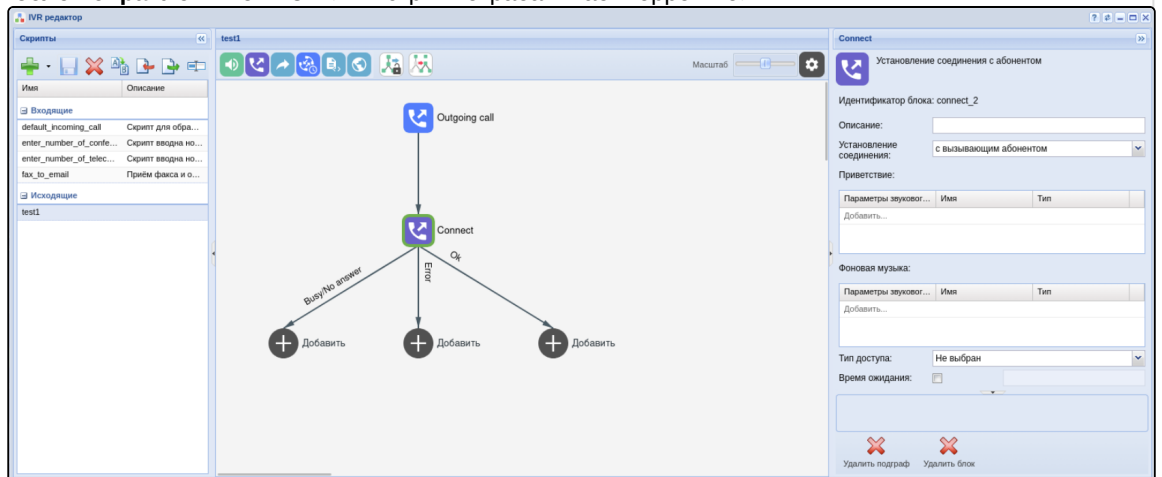 IVR редактор
Скрипты
test1
Connect
Масштаб
Установление соединения с абонентом
Имя Описание
Идентификатор блока: connect_2
Входящие
Outgoing call
Описание:
default_incoming_call Скрипт для обра...
enter_number_of_confe... Скрипт вводна но...
Установление соединения: с вызывающим абонентом
enter_number_of_telec... Скрипт вводна но...
fax_to_email Приём факса и о...
Приветствие:
Исходящие
Параметры звуковог... Имя Тип
test1
Добавить...
Connect
Ok
Error
Busy/No answer
Фоновая музыка:
Параметры звуковог... Имя Тип
Добавить...
Добавить
Добавить
Добавить
Тип доступа: Не выбран
Время ожидания:
Удалить подграф Удалить блок